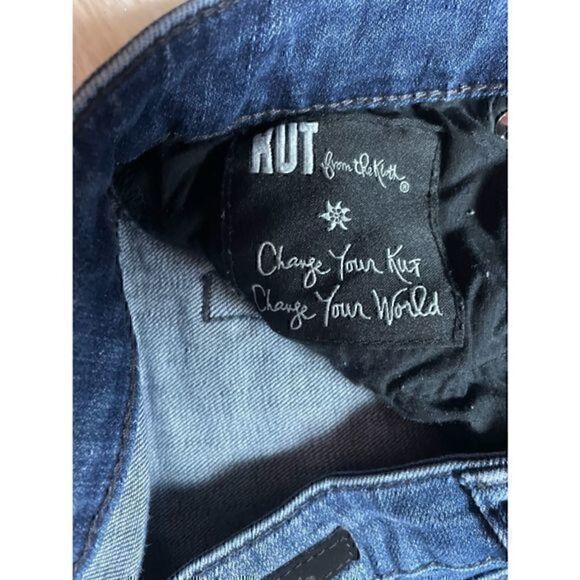 KUT from the Kloth ®
Change Your Kut
Change Your World